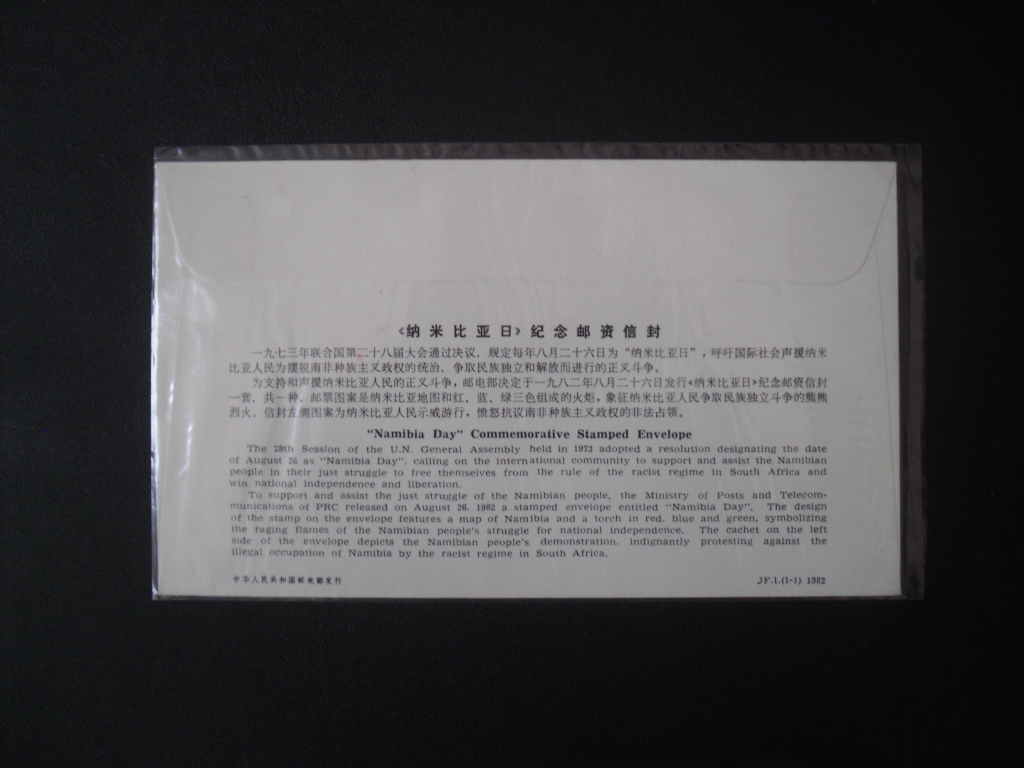 《纳米比亚日》纪念邮资信封
一九七三年联合国第二十八届大会通过决议，规定每年八月二十六日为“纳米比亚日”，呼吁国际社会声援纳米
比亚人民为摆脱南非种族主义政权的统治，争取民族独立和解放而进行的正义斗争。
为支持和声援纳米比亚人民的正义斗争，邮电部决定于一九八二年八月二十六日发行《纳米比亚日》纪念邮资信封
一套，共一种。邮票图案是纳米比亚地图和红、蓝、绿三色组成的火炬，象征纳米比亚人民争取民族独立斗争的熊熊
烈火。信封左侧图案为纳米比亚人民示威游行，愤怒抗议南非种族主义政权的非法占领。
“Namibia Day” Commemorative Stamped Envelope
The 28th Session of the U.N. General Assembly held in 1973 adopted a resolution designating the date
of August 26 as “Namibia Day”, calling on the international community to support and assist the Namibian
people in their just struggle to free themselves from the rule of the racist regime in South Africa and
win national independence and liberation.
To support and assist the just struggle of the Namibian people, the Ministry of Posts and Telecom-
munications of PRC released on August 26, 1982 a stamped envelope entitled “Namibia Day”. The design
of the stamp on the envelope features a map of Namibia and a torch in red, blue and green, symbolizing
the raging flames of the Namibian people's struggle for national independence. The cachet on the left
side of the envelope depicts the Namibian people's demonstration, indignantly protesting against the
illegal occupation of Namibia by the racist regime in South Africa.
中华人民共和国邮电部发行
JF.1.(1-1) 1982